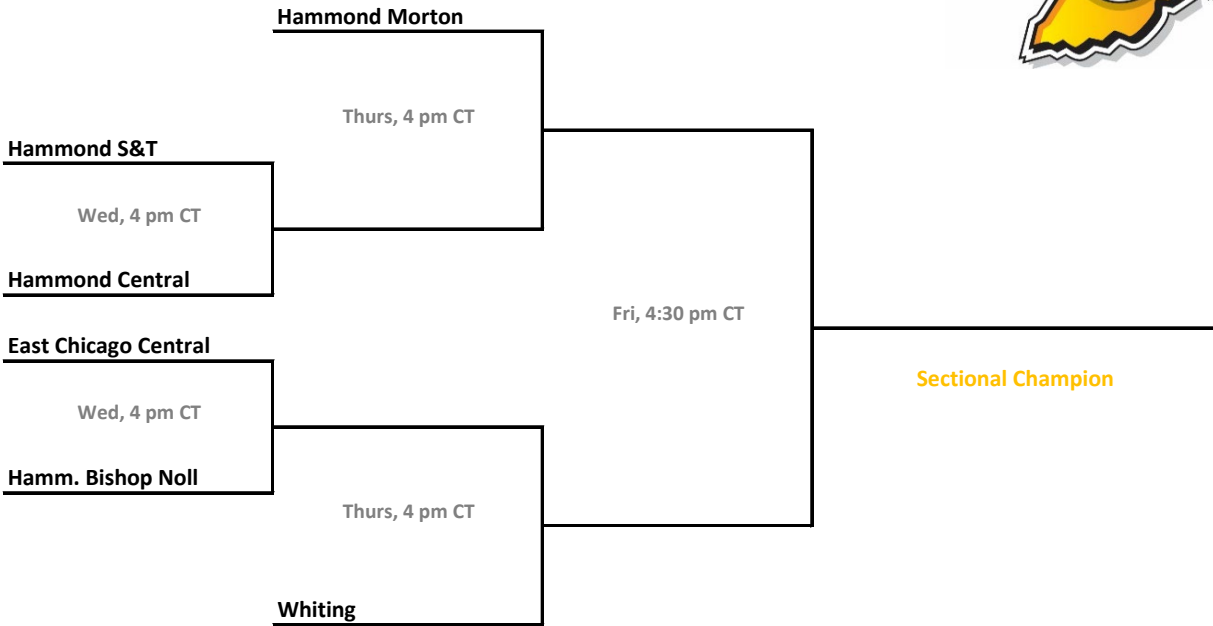 Hammond Morton
Thurs, 4 pm CT
Hammond S&T
Wed, 4 pm CT
Hammond Central
Fri, 4:30 pm CT
East Chicago Central
Sectional Champion
Wed, 4 pm CT
Hamm. Bishop Noll
Thurs, 4 pm CT
Whiting